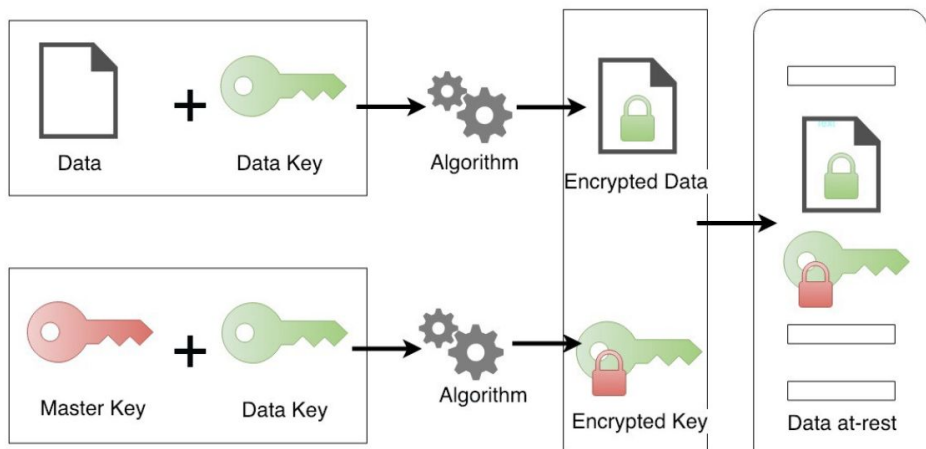 Data
Data Key
Algorithm
Encrypted Data
Master Key
Data Key
Algorithm
Encrypted Key
Data at-rest